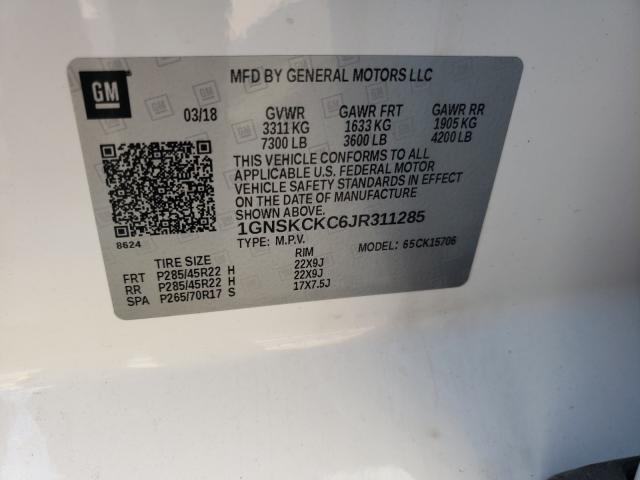 GM
MFD BY GENERAL MOTORS LLC
03/18 GVWR GAWR FRT GAWR RR
3311 KG 1633 KG 1905 KG
7300 LB 3600 LB 4200 LB
THIS VEHICLE CONFORMS TO ALL
APPLICABLE U.S. FEDERAL MOTOR
VEHICLE SAFETY STANDARDS IN EFFECT
ON THE DATE OF MANUFACTURE
SHOWN ABOVE.
1GNSKCKC6JR311285
8624
TYPE: M.P.V. MODEL: 65CK15706
TIRE SIZE RIM
FRT P285/45R22 H 22X9J
RR P285/45R22 H 22X9J
SPA P265/70R17 S 17X7.5J